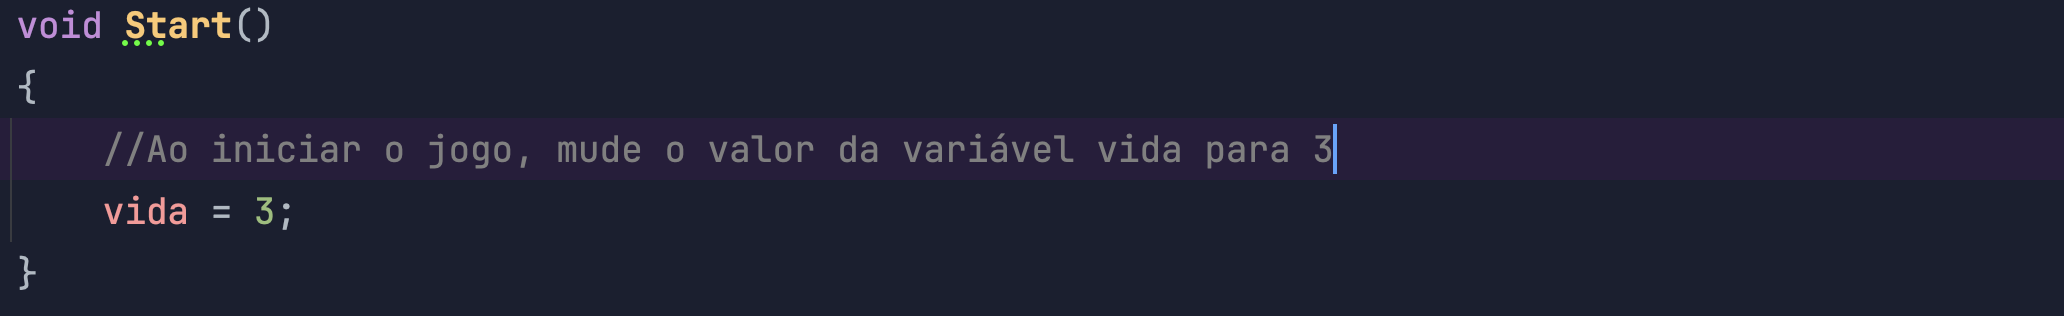 void Start()
{
//Ao iniciar o jogo, mude o valor da variável vida para 3
vida = 3;
}